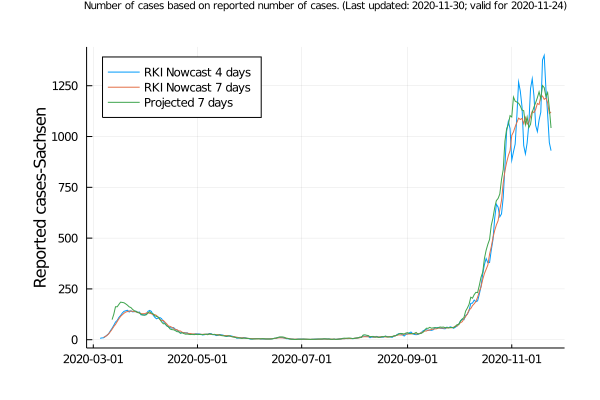 Number of cases based on reported number of cases. (Last updated: 2020-11-30; valid for 2020-11-24)
RKI Nowcast 4 days
RKI Nowcast 7 days
Projected 7 days
Reported cases-Sachsen
1250
1000
750
500
250
0
2020-03-01 2020-05-01 2020-07-01 2020-09-01 2020-11-01